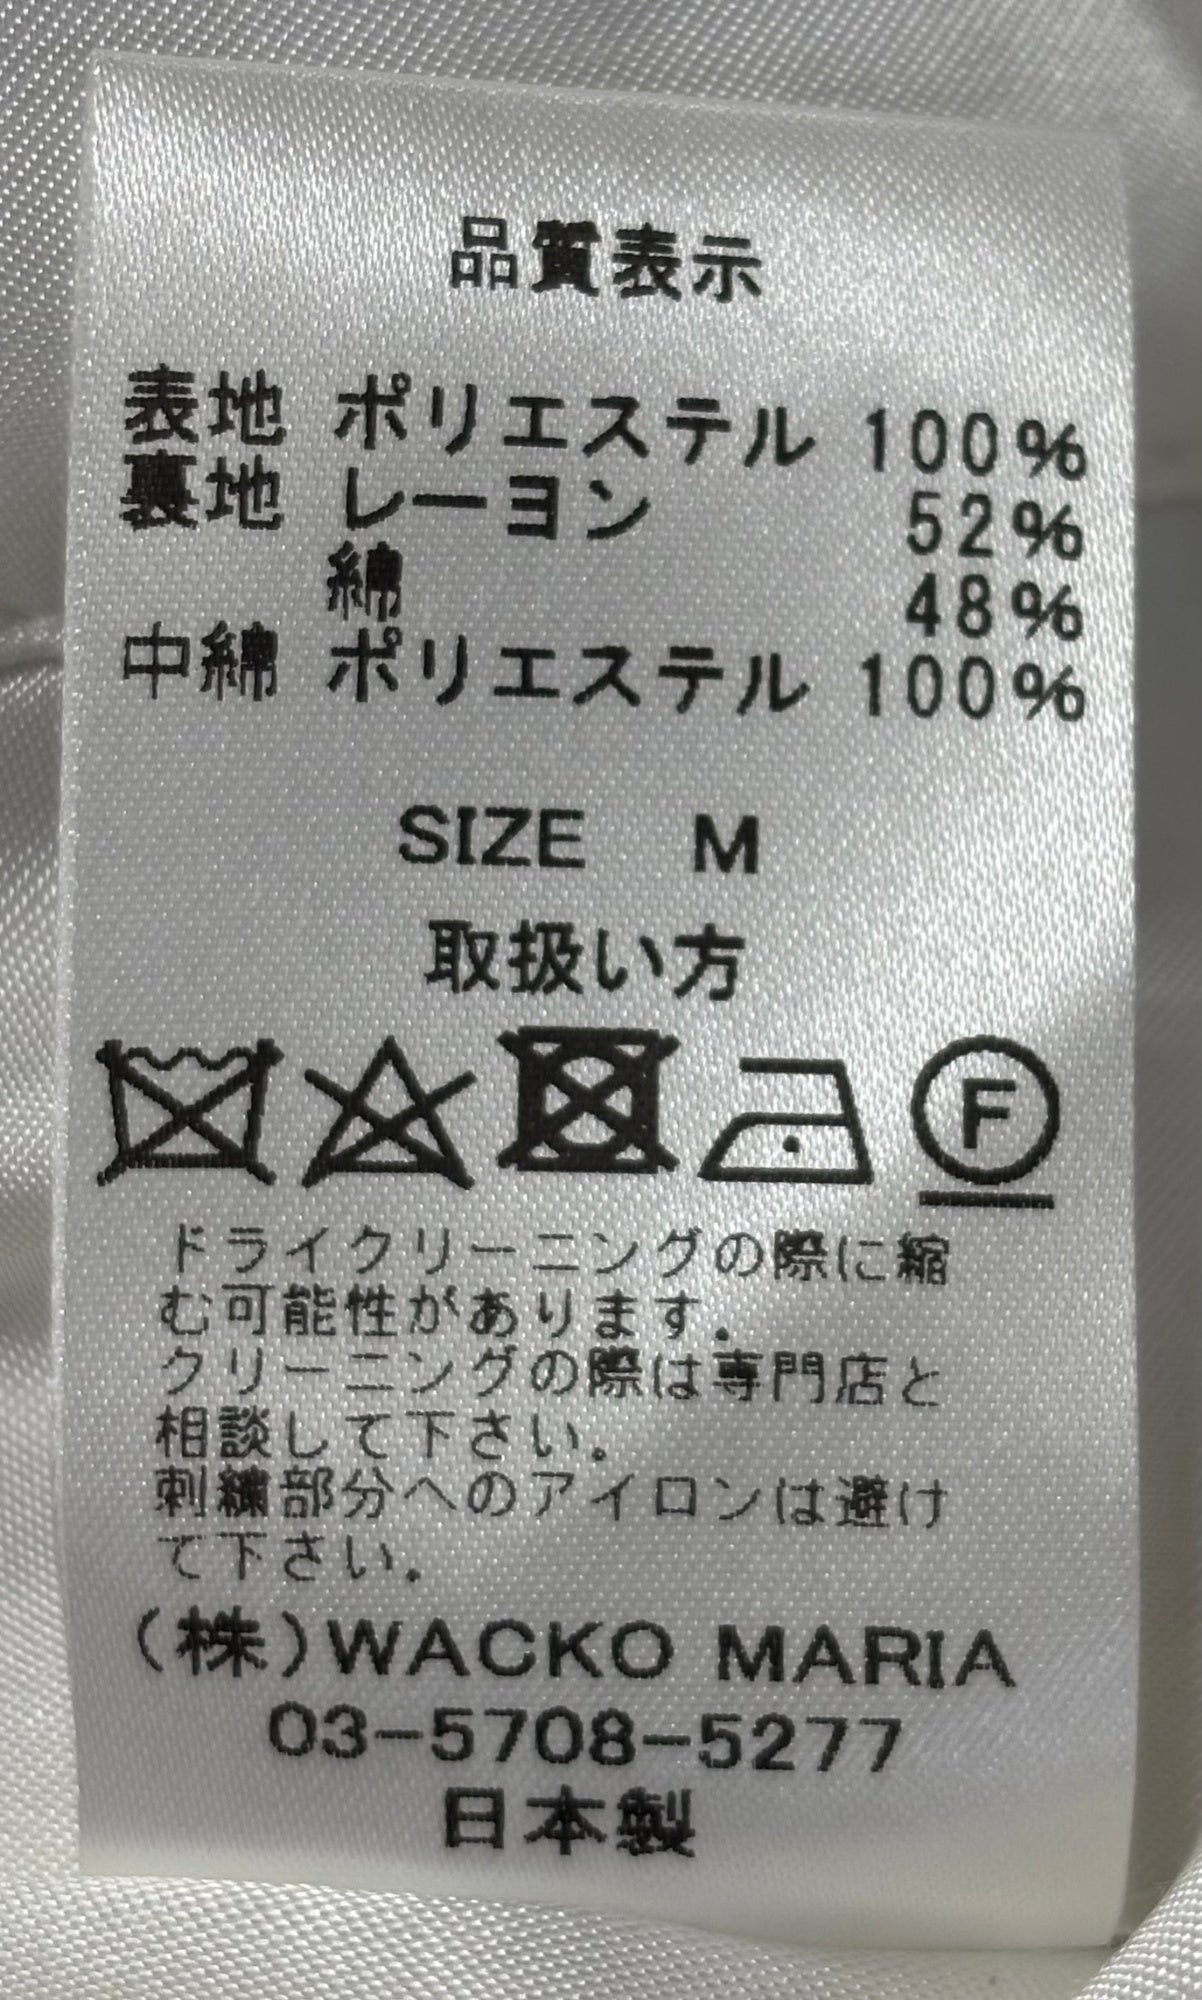 品質表示
表地 ポリエステル 100%
裏地 レーヨン 52%
綿 48%
中綿 ポリエステル 100%
SIZE M
取扱い方
F
ドライクリーニングの際に縮
む可能性があります.
クリーニングの際は専門店と
相談して下さい.
刺繍部分へのアイロンは避け
て下さい.
(株)WACKO MARIA
03-5708-5277
日本製